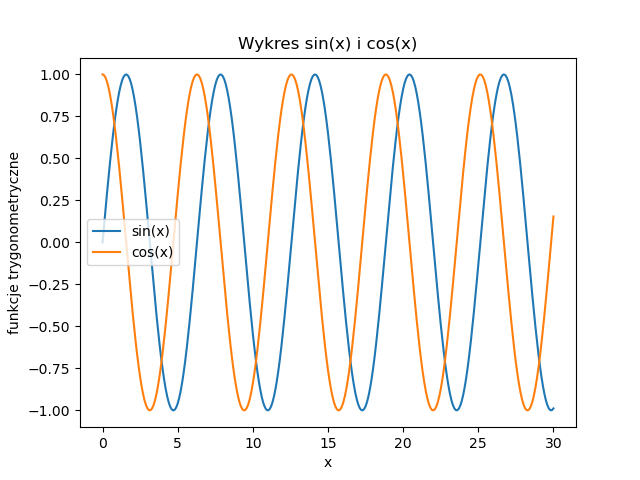 Wykres sin(x) i cos(x)
funkcje trygonometryczne
1.00
0.75
0.50
0.25
0.00
−0.25
−0.50
−0.75
−1.00
sin(x)
cos(x)
0 5 10 15 20 25 30
x